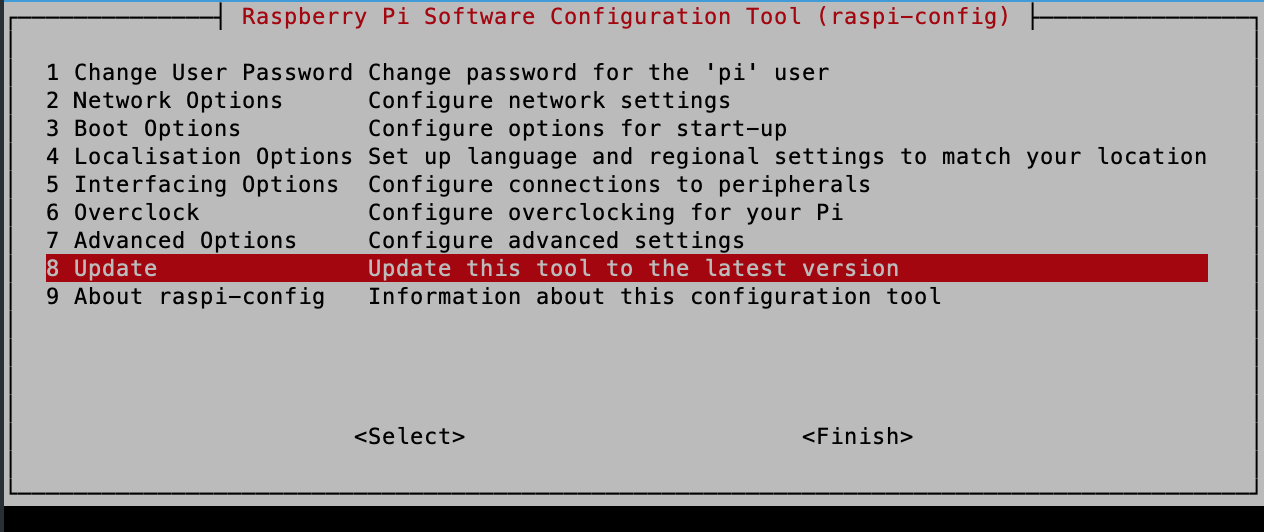 Raspberry Pi Software Configuration Tool (raspi-config)
1 Change User Password Change password for the 'pi' user
2 Network Options Configure network settings
3 Boot Options Configure options for start-up
4 Localisation Options Set up language and regional settings to match your location
5 Interfacing Options Configure connections to peripherals
6 Overclock Configure overclocking for your Pi
7 Advanced Options Configure advanced settings
8 Update Update this tool to the latest version
9 About raspi-config Information about this configuration tool
<Select> <Finish>